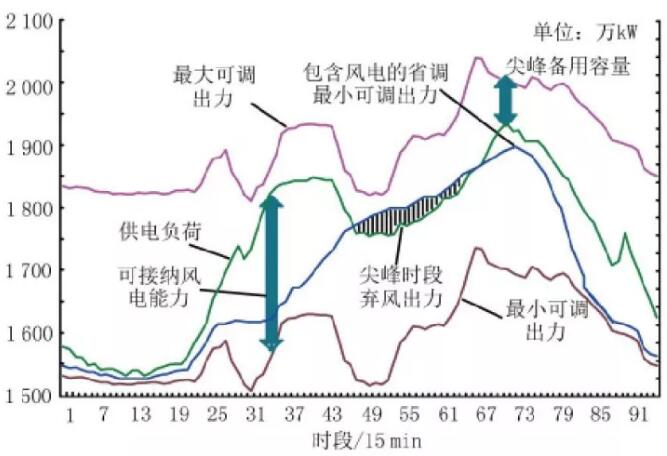 2 100
单位：万kW
2 000
最大可调
出力
包含风电的省调
最小可调出力
尖峰备用容量
1 900
1 800
供电负荷
可接纳风
电能力
尖峰时段
弃风出力
最小可调
出力
1 700
1 600
1 500
1 7 13 19 25 31 37 43 49 55 61 67 73 79 85 91
时段/15 min